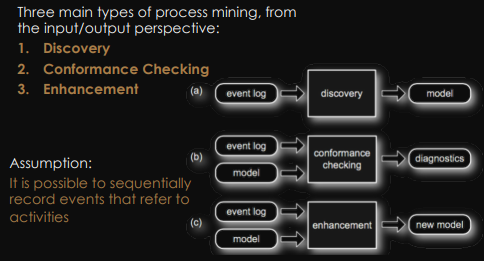 Three main types of process mining, from
the input/output perspective:
1. Discovery
2. Conformance Checking
3. Enhancement
(a) event log discovery model
(b) event log
model
conformance
checking
diagnostics
Assumption:
It is possible to sequentially
record events that refer to
activities
(c) event log
model
enhancement
new model